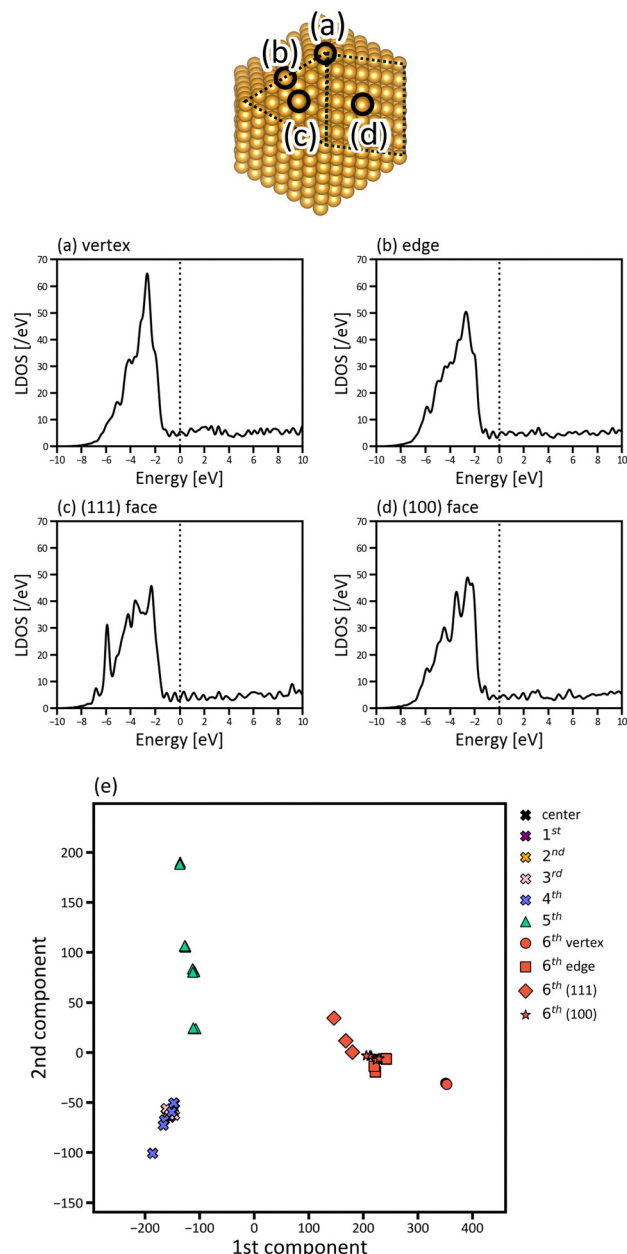 (a)
(b)
(c)
(d)
(a) vertex
LDOS [/eV]
70
60
50
40
30
20
10
0
−10 −8 −6 −4 −2 0 2 4 6 8 10
Energy [eV]
(b) edge
LDOS [/eV]
70
60
50
40
30
20
10
0
−10 −8 −6 −4 −2 0 2 4 6 8 10
Energy [eV]
(c) (111) face
LDOS [/eV]
70
60
50
40
30
20
10
0
−10 −8 −6 −4 −2 0 2 4 6 8 10
Energy [eV]
(d) (100) face
LDOS [/eV]
70
60
50
40
30
20
10
0
−10 −8 −6 −4 −2 0 2 4 6 8 10
Energy [eV]
(e)
2nd component
200
150
100
50
0
−50
−100
−150
−200 −100 0 100 200 300 400
1st component
center
1st
2nd
3rd
4th
5th
6th vertex
6th edge
6th (111)
6th (100)